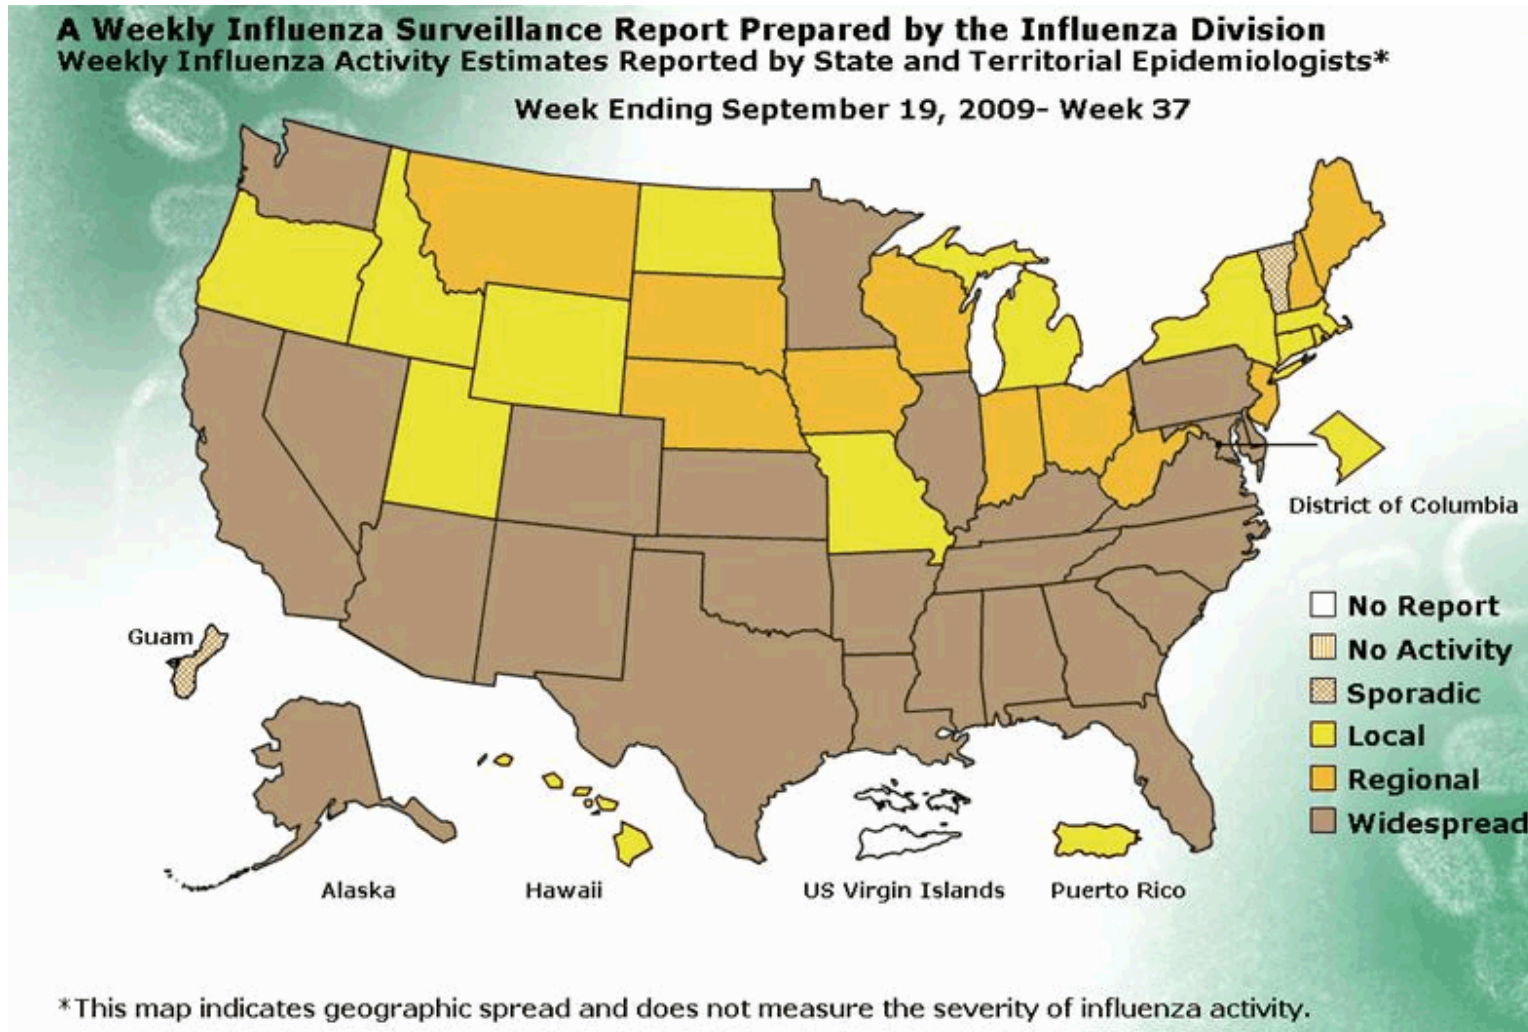 A Weekly Influenza Surveillance Report Prepared by the Influenza Division
Weekly Influenza Activity Estimates Reported by State and Territorial Epidemiologists*
Week Ending September 19, 2009- Week 37
District of Columbia
No Report
No Activity
Sporadic
Local
Regional
Widespread
Guam
Alaska
Hawaii
US Virgin Islands
Puerto Rico
*This map indicates geographic spread and does not measure the severity of influenza activity.